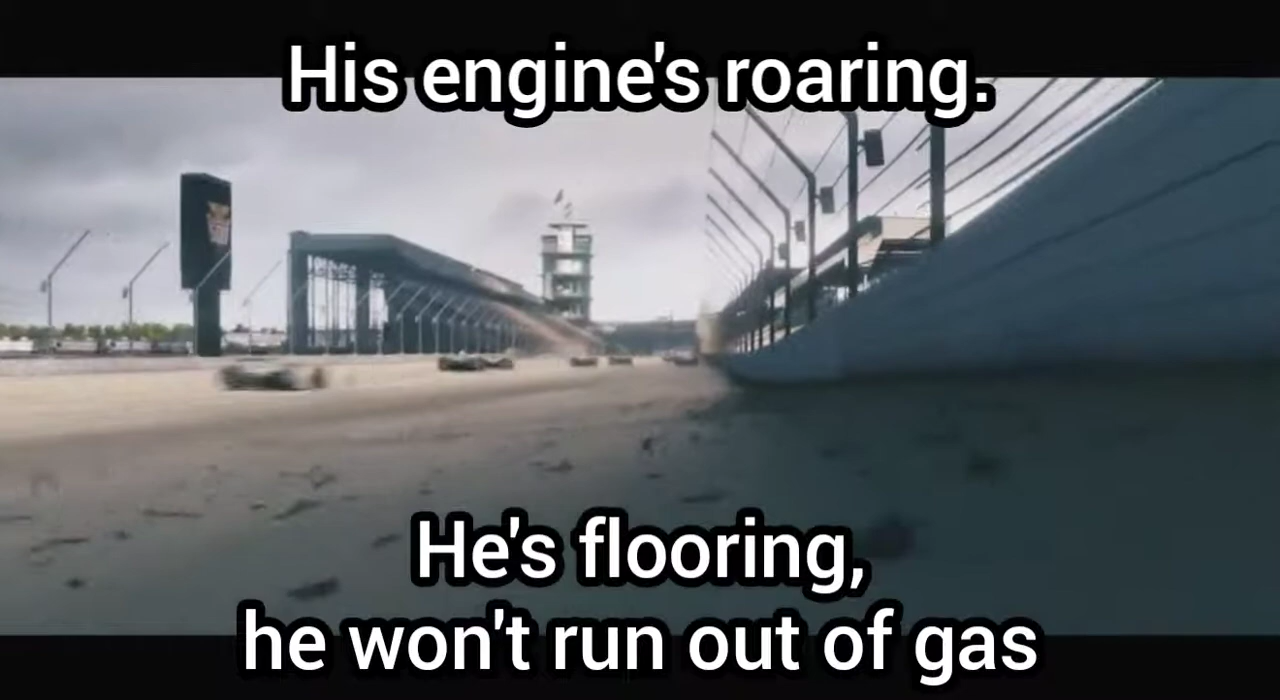 His engine's roaring.
He's flooring,
he won't run out of gas